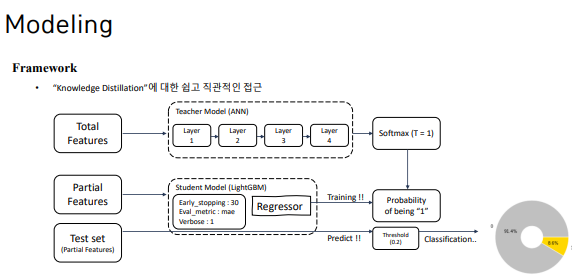 Modeling
Framework
• “Knowledge Distillation”에 대한 쉽고 직관적인 접근
Teacher Model (ANN)
Total
Features
Layer
1
Layer
2
Layer
3
Layer
4
Softmax (T = 1)
Partial
Features
Student Model (LightGBM)
Early_stopping : 30
Eval_metric : mae
Verbose : 1
Regressor
Training !!
Probability
of being “1”
Test set
(Partial Features)
Predict !!
Threshold
(0.2)
Classification..
91.4%
8.6%